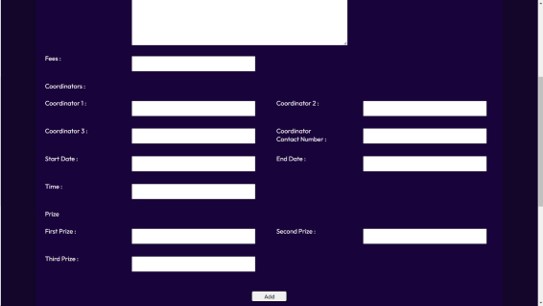 Fees :
Coordinators :
Coordinator 1 :
Coordinator 2 :
Coordinator 3 :
Coordinator
Contact Number :
Start Date :
End Date :
Time :
Prize
First Prize :
Second Prize :
Third Prize :
Add